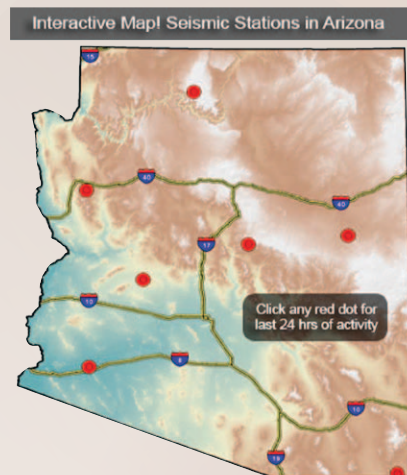 Interactive Map! Seismic Stations in Arizona
15
40
40
17
10
Click any red dot for
last 24 hrs of activity
8
10
19